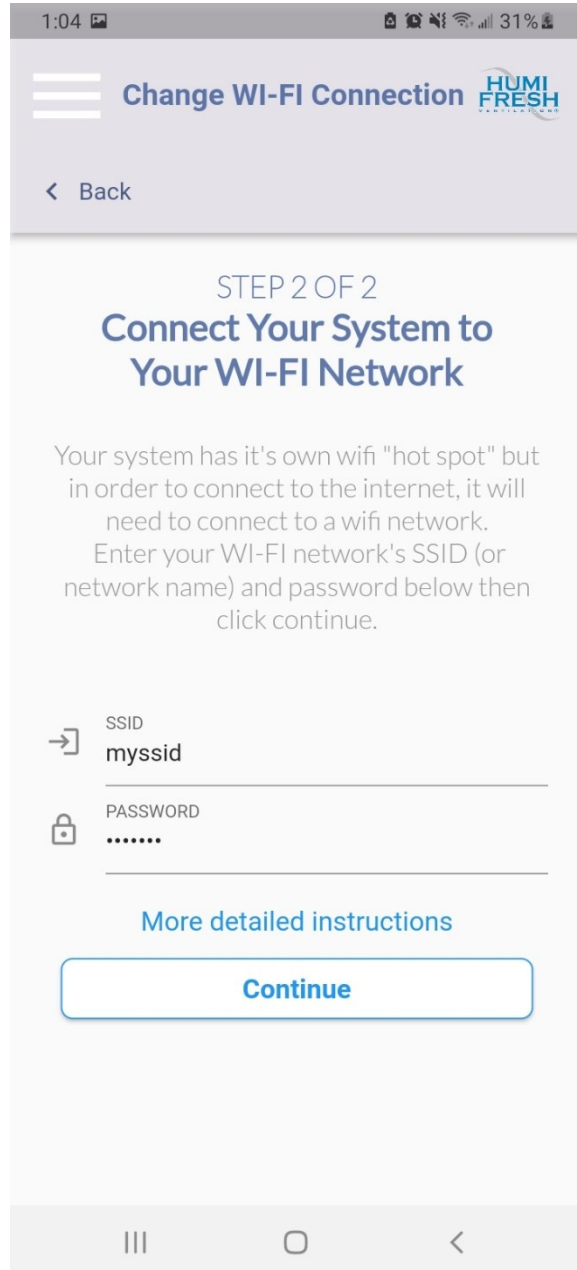 1:04 31%
Change WI-FI Connection HUMI
FRESH
Back
STEP 2 OF 2
Connect Your System to
Your WI-FI Network
Your system has it's own wifi "hot spot" but
in order to connect to the internet, it will
need to connect to a wifi network.
Enter your WI-FI network's SSID (or
network name) and password below then
click continue.
SSID
myssid
PASSWORD
•••••••
More detailed instructions
Continue